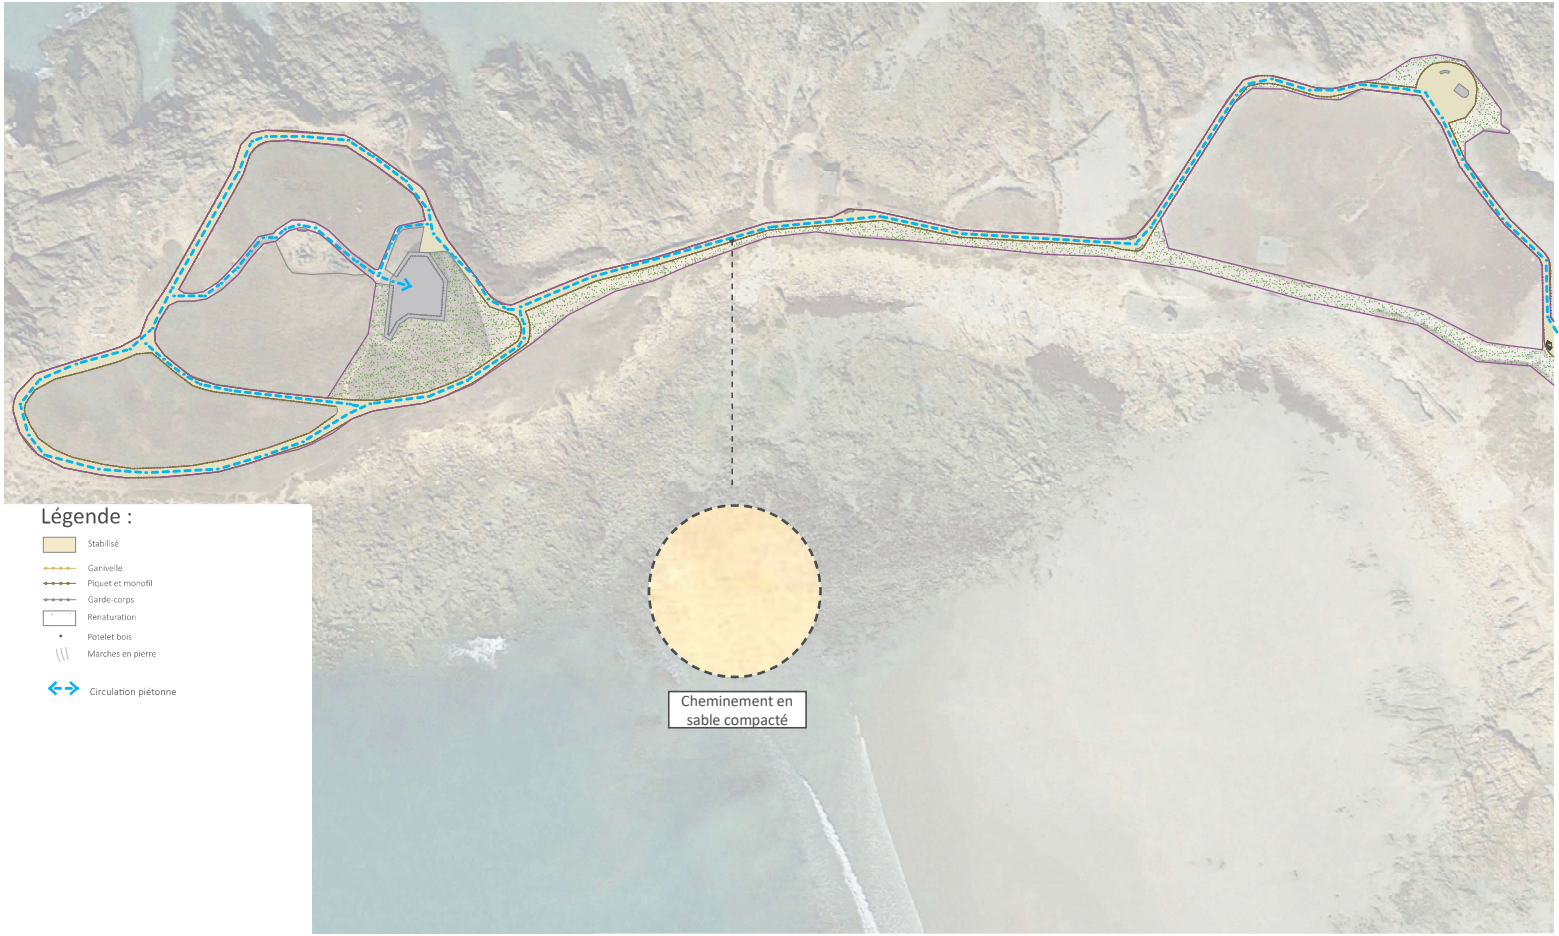 Légende :
Stabilisé
Ganivelle
Piquet et monofil
Garde-corps
Renaturation
Potelet bois
Marches en pierre
Circulation piétonne
Cheminement en
sable compacté